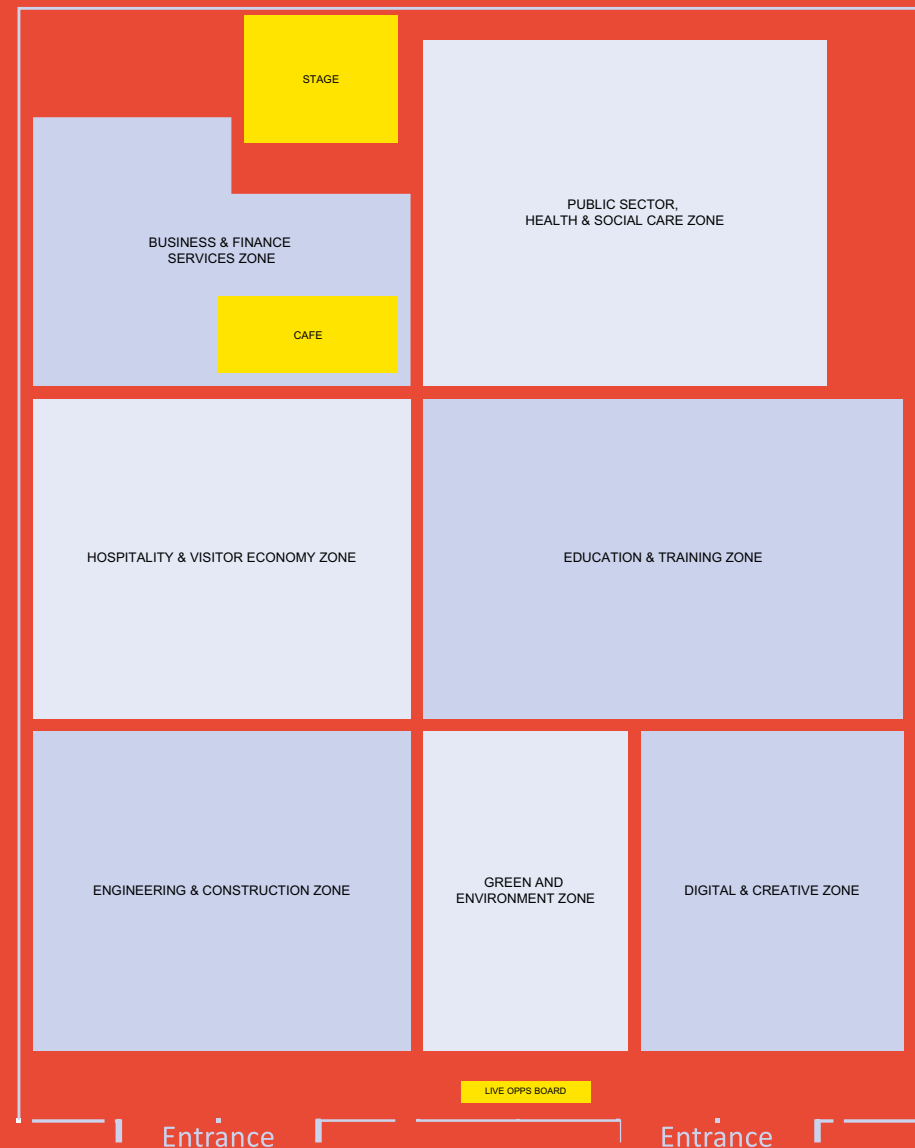 STAGE
PUBLIC SECTOR,
HEALTH & SOCIAL CARE ZONE
BUSINESS & FINANCE
SERVICES ZONE
CAFE
HOSPITALITY & VISITOR ECONOMY ZONE
EDUCATION & TRAINING ZONE
ENGINEERING & CONSTRUCTION ZONE
GREEN AND
ENVIRONMENT ZONE
DIGITAL & CREATIVE ZONE
LIVE OPPS BOARD
Entrance
Entrance